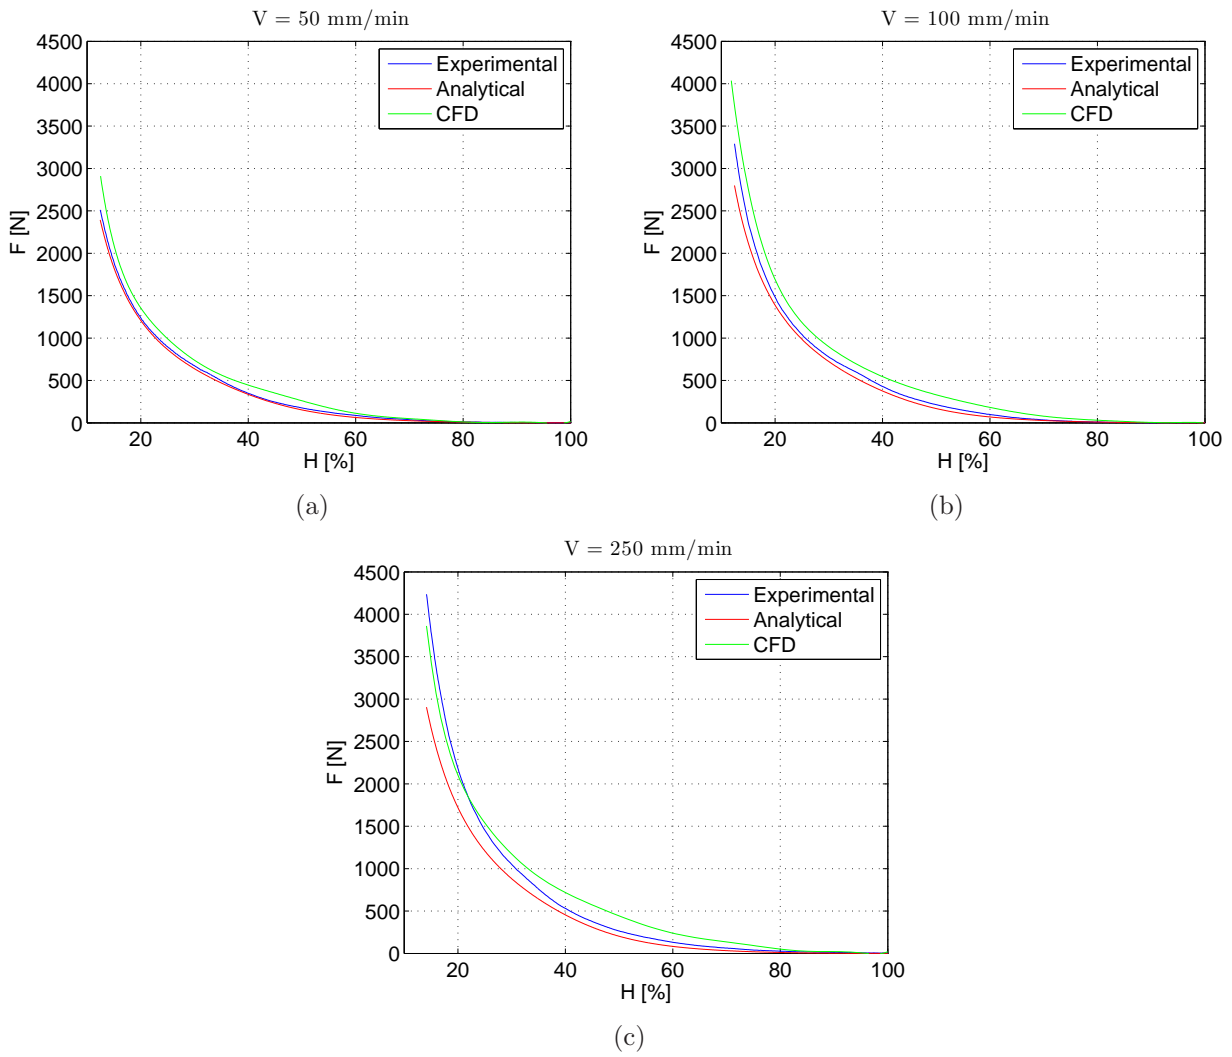 V = 50 mm/min
4500
4000
3500
3000
2500
2000
1500
1000
500
0
F [N]
20
40
60
80
100
H [%]
Experimental
Analytical
CFD
(a)
V = 100 mm/min
4500
4000
3500
3000
2500
2000
1500
1000
500
0
F [N]
20
40
60
80
100
H [%]
Experimental
Analytical
CFD
(b)
V = 250 mm/min
4500
4000
3500
3000
2500
2000
1500
1000
500
0
F [N]
20
40
60
80
100
H [%]
Experimental
Analytical
CFD
(c)